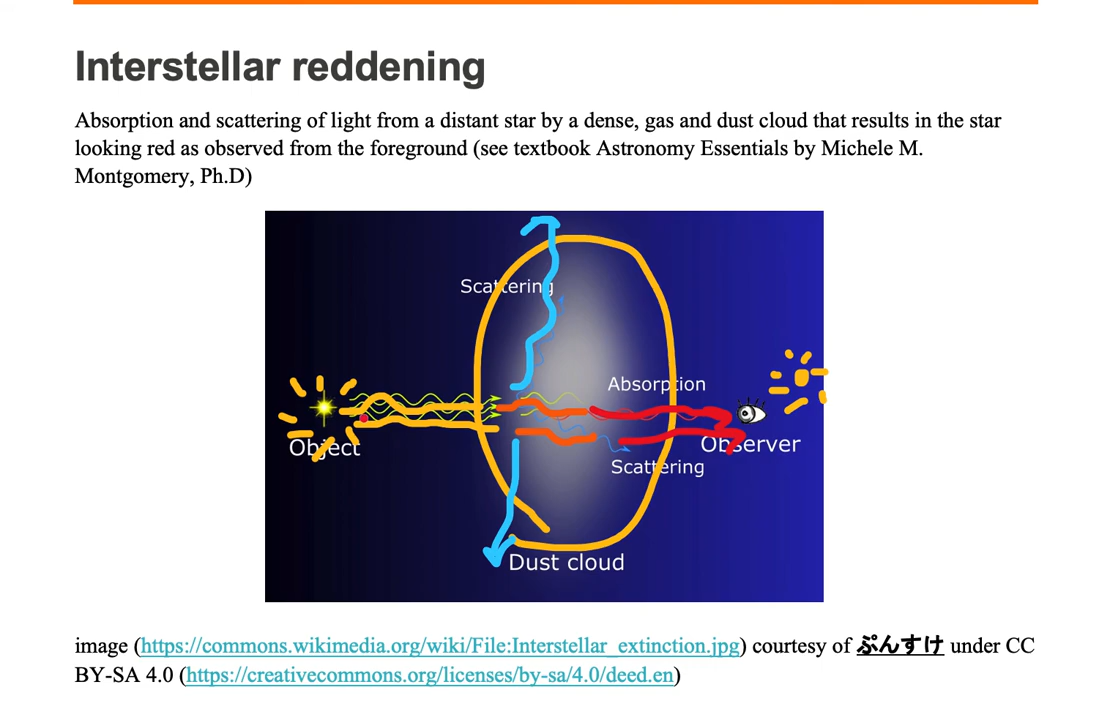 Interstellar reddening
Absorption and scattering of light from a distant star by a dense, gas and dust cloud that results in the star
looking red as observed from the foreground (see textbook Astronomy Essentials by Michele M.
Montgomery, Ph.D)
Scattering
Absorption
Object
Observer
Scattering
Dust cloud
image (https://commons.wikimedia.org/wiki/File:Interstellar_extinction.jpg) courtesy of ぷんすけ under CC
BY-SA 4.0 (https://creativecommons.org/licenses/by-sa/4.0/deed.en)